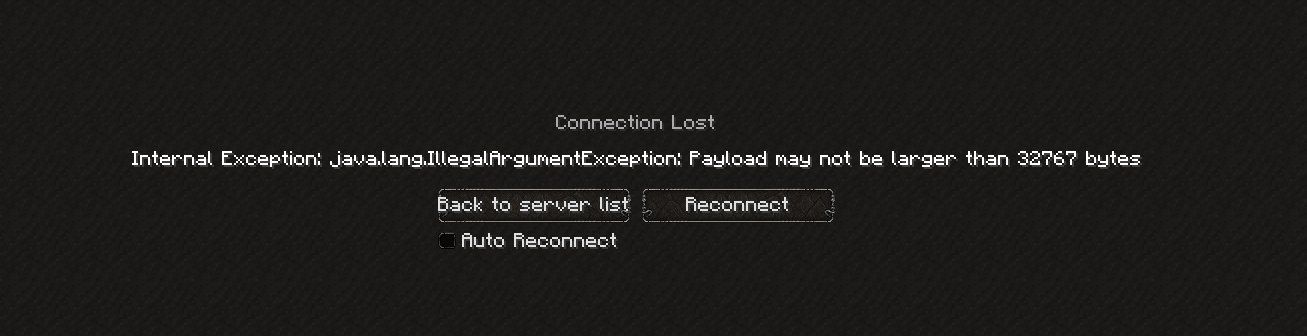 Connection Lost
Internal Exception: java.lang.IllegalArgumentException: Payload may not be larger than 32767 bytes
Back to server list
Reconnect
Auto Reconnect